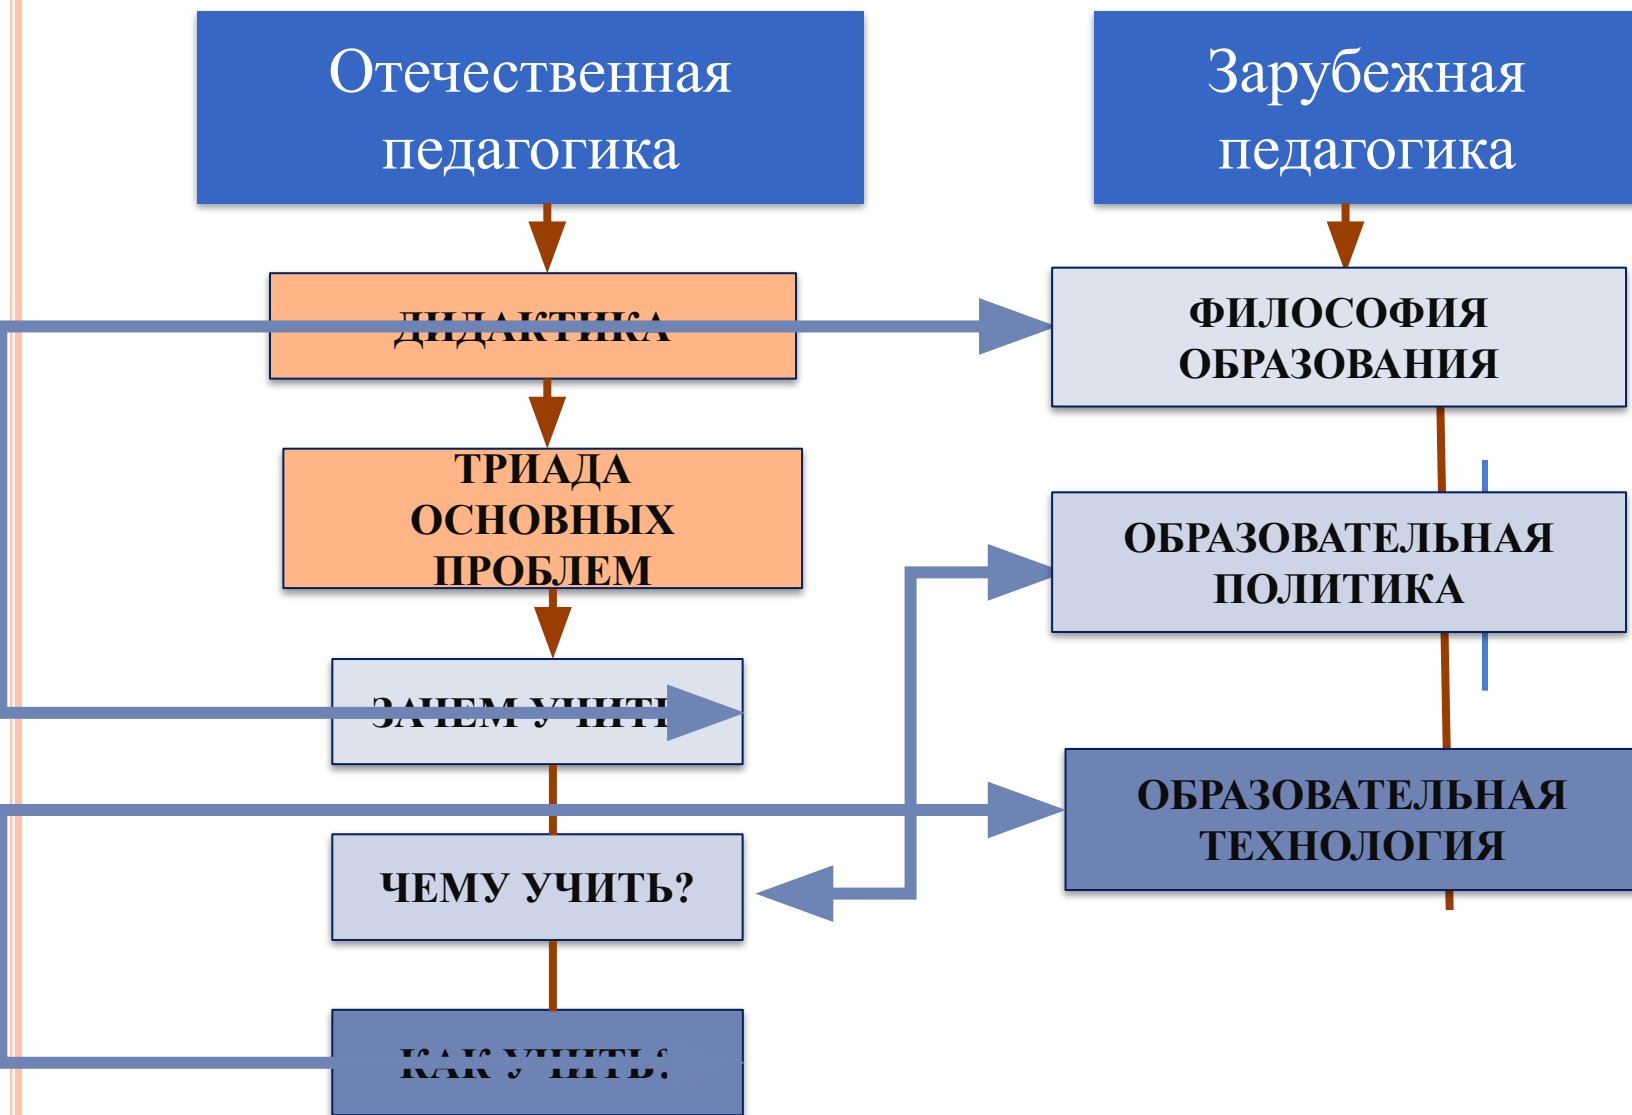 Отечественная
педагогика
Зарубежная
педагогика
ДИДАКТИКА
ФИЛОСОФИЯ
ОБРАЗОВАНИЯ
ТРИАДА
ОСНОВНЫХ
ПРОБЛЕМ
ОБРАЗОВАТЕЛЬНАЯ
ПОЛИТИКА
ЗАЧЕМ УЧИТЬ
ОБРАЗОВАТЕЛЬНАЯ
ТЕХНОЛОГИЯ
ЧЕМУ УЧИТЬ?
КАК УЧИТЬ?